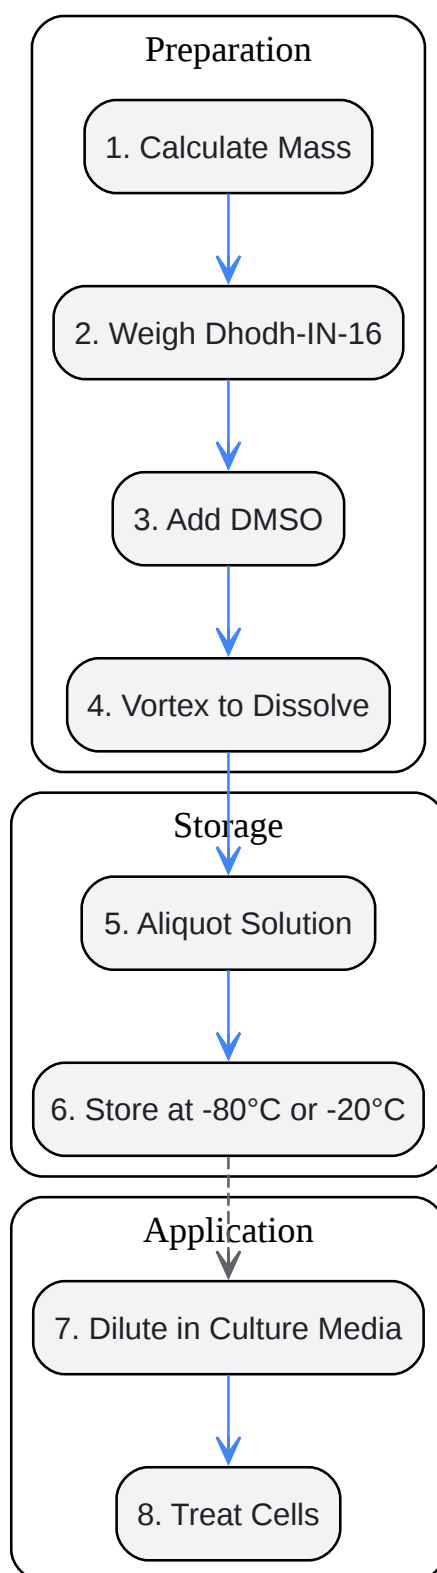 Preparation
1. Calculate Mass
2. Weigh Dhodh-IN-16
3. Add DMSO
4. Vortex to Dissolve
Storage
5. Aliquot Solution
6. Store at -80°C or -20°C
Application
7. Dilute in Culture Media
8. Treat Cells